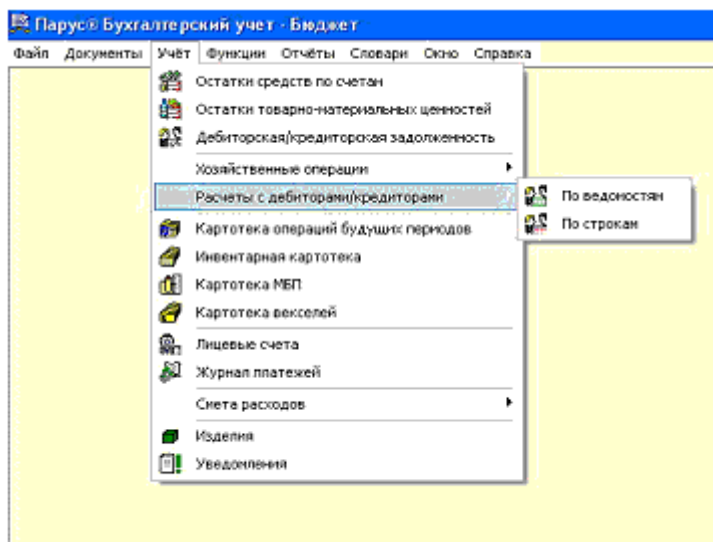 Парус® Бухгалтерский учет - Бюджет
Файл Документы Учёт Функции Отчёты Словари Окно Справка
Остатки средств по счетам
Остатки товарно-материальных ценностей
Дебиторская/кредиторская задолженность
Хозяйственные операции
Расчеты с дебиторами/кредиторами
По ведомостям
По строкам
Картотека операций будущих периодов
Инвентарная картотека
Картотека МБП
Картотека векселей
Лицевые счета
Журнал платежей
Смета расходов
Изделия
Уведомления